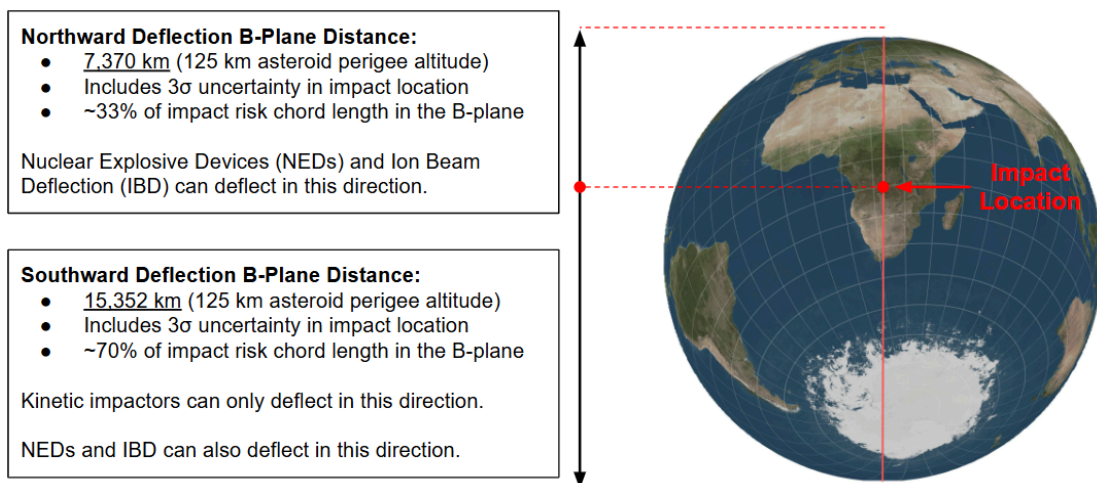 Northward Deflection B-Plane Distance:
● 7,370 km (125 km asteroid perigee altitude)
● Includes 3σ uncertainty in impact location
● ~33% of impact risk chord length in the B-plane
Nuclear Explosive Devices (NEDs) and Ion Beam
Deflection (IBD) can deflect in this direction.
Impact
Location
Southward Deflection B-Plane Distance:
● 15,352 km (125 km asteroid perigee altitude)
● Includes 3σ uncertainty in impact location
● ~70% of impact risk chord length in the B-plane
Kinetic impactors can only deflect in this direction.
NEDs and IBD can also deflect in this direction.